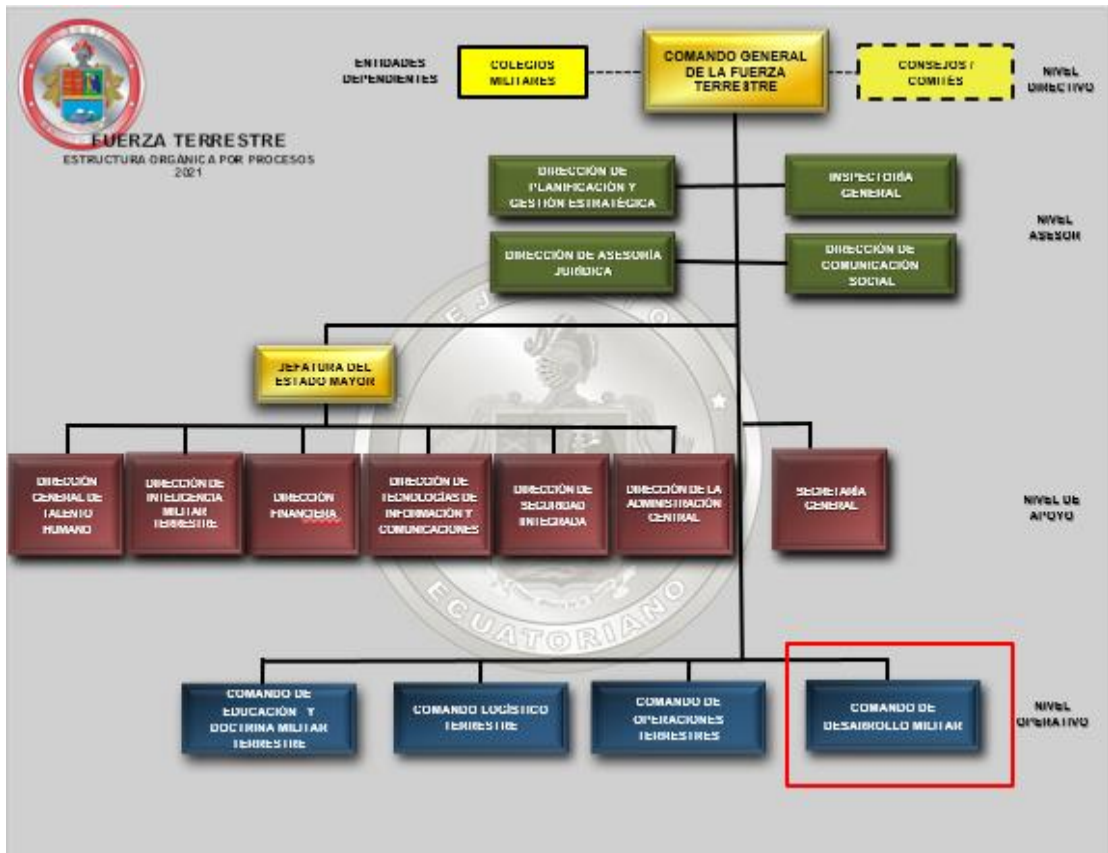 ENTIDADES
DEPENDIENTES
COLEGIOS
MILITARES
COMANDO GENERAL
DE LA FUERZA
TERRESTRE
CONSEJOS /
COMITÉS
NIVEL
DIRECTIVO
FUERZA TERRESTRE
ESTRUCTURA ORGÁNICA POR PROCESOS
2021
DIRECCIÓN DE
PLANIFICACIÓN Y
GESTIÓN ESTRATÉGICA
INSPECTORÍA
GENERAL
DIRECCIÓN DE ASESORÍA
JURÍDICA
DIRECCIÓN DE
COMUNICACIÓN
SOCIAL
NIVEL
ASESOR
JEFATURA DEL
ESTADO MAYOR
DIRECCIÓN
GENERAL DE
TALENTO
HUMANO
DIRECCIÓN DE
INTELIGENCIA
MILITAR
TERRESTRE
DIRECCIÓN
FINANCIERA
DIRECCIÓN DE
TECNOLOGÍAS DE
INFORMACIÓN Y
COMUNICACIONES
DIRECCIÓN DE
SEGURIDAD
INTEGRADA
DIRECCIÓN DE LA
ADMINISTRACIÓN
CENTRAL
SECRETARÍA
GENERAL
NIVEL DE
APOYO
EJERCITO
ECUATORIANO
COMANDO DE
EDUCACIÓN Y
DOCTRINA MILITAR
TERRESTRE
COMANDO LOGÍSTICO
TERRESTRE
COMANDO DE
OPERACIONES
TERRESTRES
COMANDO DE
DESARROLLO MILITAR
NIVEL
OPERATIVO